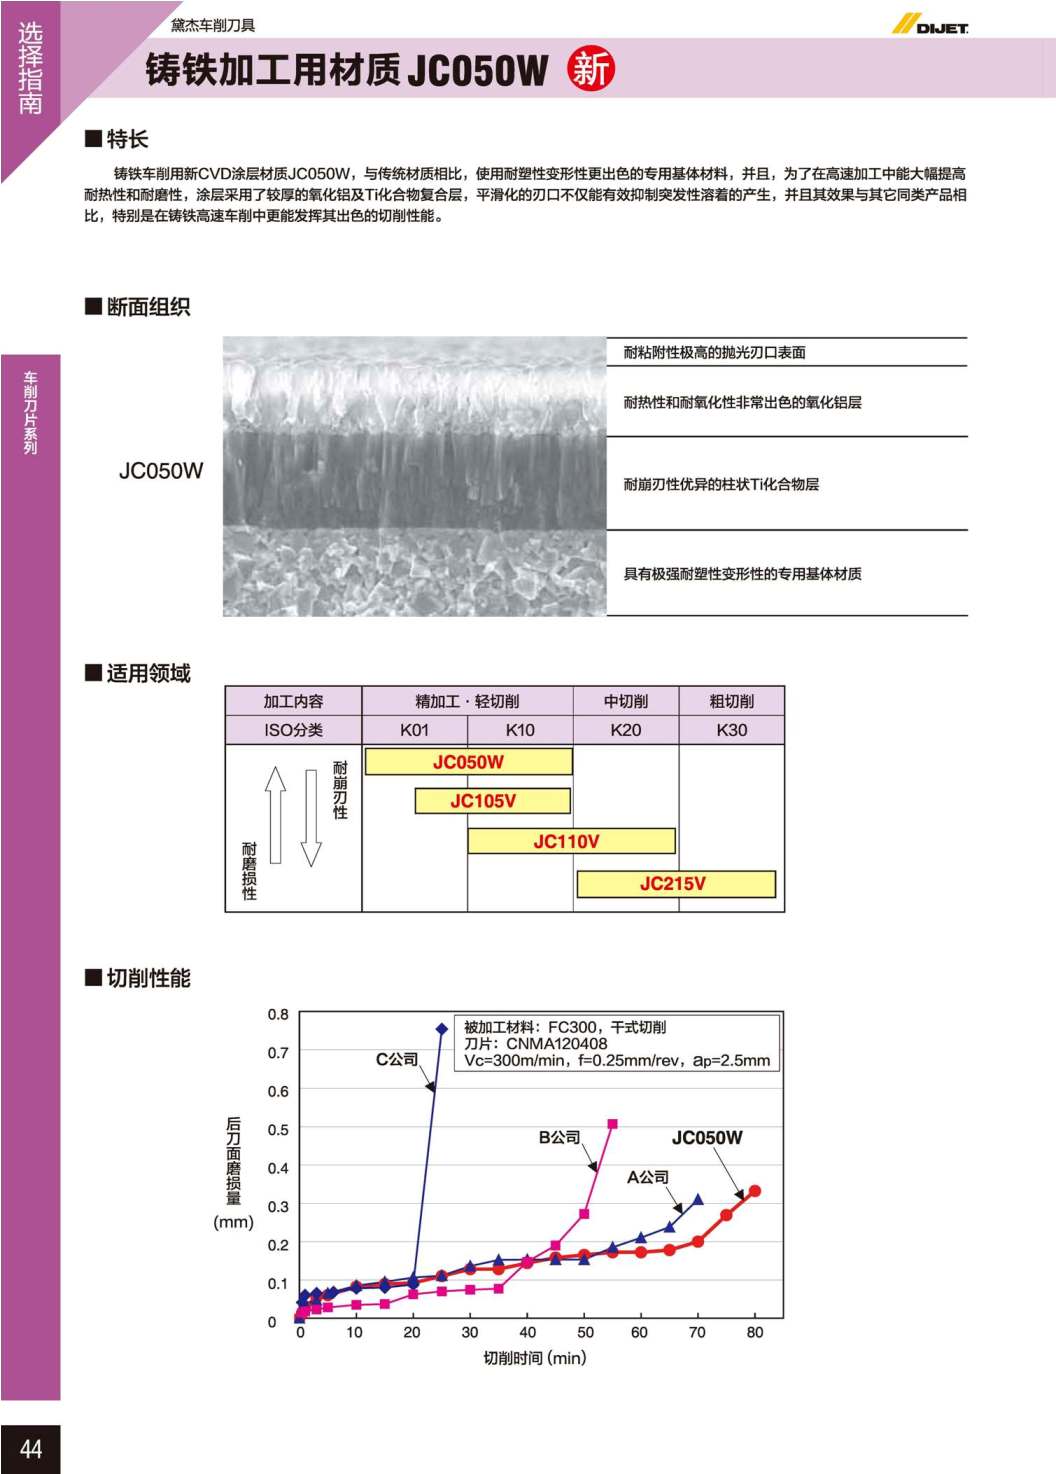 选择指南
黛杰车削刀具
DIJET
铸铁加工用材质 JC050W 新
■ 特长
铸铁车削用新CVD涂层材质JC050W，与传统材质相比，使用耐塑性变形性更出色的专用基体材料，并且，为了在高速加工中能大幅提高
耐热性和耐磨性，涂层采用了较厚的氧化铝及Ti化合物复合层，平滑化的刃口不仅能有效抑制突发性溶着的产生，并且其效果与其它同类产品相
比，特别是在铸铁高速车削中更能发挥其出色的切削性能。
■ 断面组织
车削刀片系列
JC050W
耐粘附性极高的抛光刃口表面
耐热性和耐氧化性非常出色的氧化铝层
耐崩刃性优异的柱状Ti化合物层
具有极强耐塑性变形性的专用基体材质
■ 适用领域
加工内容 精加工·轻切削 中切削 粗切削
ISO分类 K01 K10 K20 K30
耐磨损性
耐崩刃性
JC050W
JC105V
JC110V
JC215V
■ 切削性能
被加工材料：FC300，干式切削
刀片：CNMA120408
Vc=300m/min，f=0.25mm/rev，ap=2.5mm
C公司
B公司
JC050W
A公司
后刀面磨损量
(mm)
0.8
0.7
0.6
0.5
0.4
0.3
0.2
0.1
0
0 10 20 30 40 50 60 70 80
切削时间 (min)
44